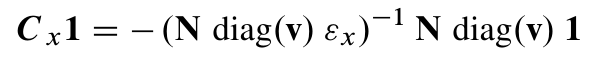 C_x 1 = − (N diag(v) ε_x)^{−1} N diag(v) 1